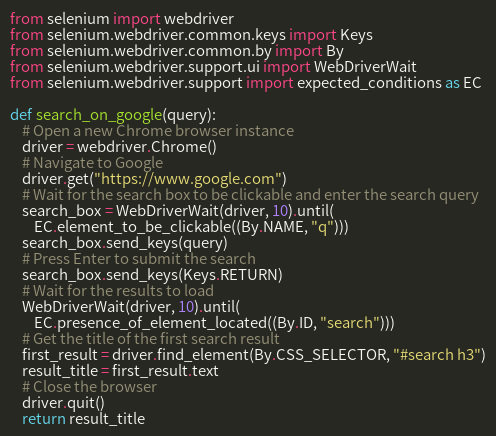 from selenium import webdriver
from selenium.webdriver.common.keys import Keys
from selenium.webdriver.common.by import By
from selenium.webdriver.support.ui import WebDriverWait
from selenium.webdriver.support import expected_conditions as EC

def search_on_google(query):
    # Open a new Chrome browser instance
    driver = webdriver.Chrome()
    # Navigate to Google
    driver.get("https://www.google.com")
    # Wait for the search box to be clickable and enter the search query
    search_box = WebDriverWait(driver, 10).until(
        EC.element_to_be_clickable((By.NAME, "q")))
    search_box.send_keys(query)
    # Press Enter to submit the search
    search_box.send_keys(Keys.RETURN)
    # Wait for the results to load
    WebDriverWait(driver, 10).until(
        EC.presence_of_element_located((By.ID, "search")))
    # Get the title of the first search result
    first_result = driver.find_element(By.CSS_SELECTOR, "#search h3")
    result_title = first_result.text
    # Close the browser
    driver.quit()
    return result_title